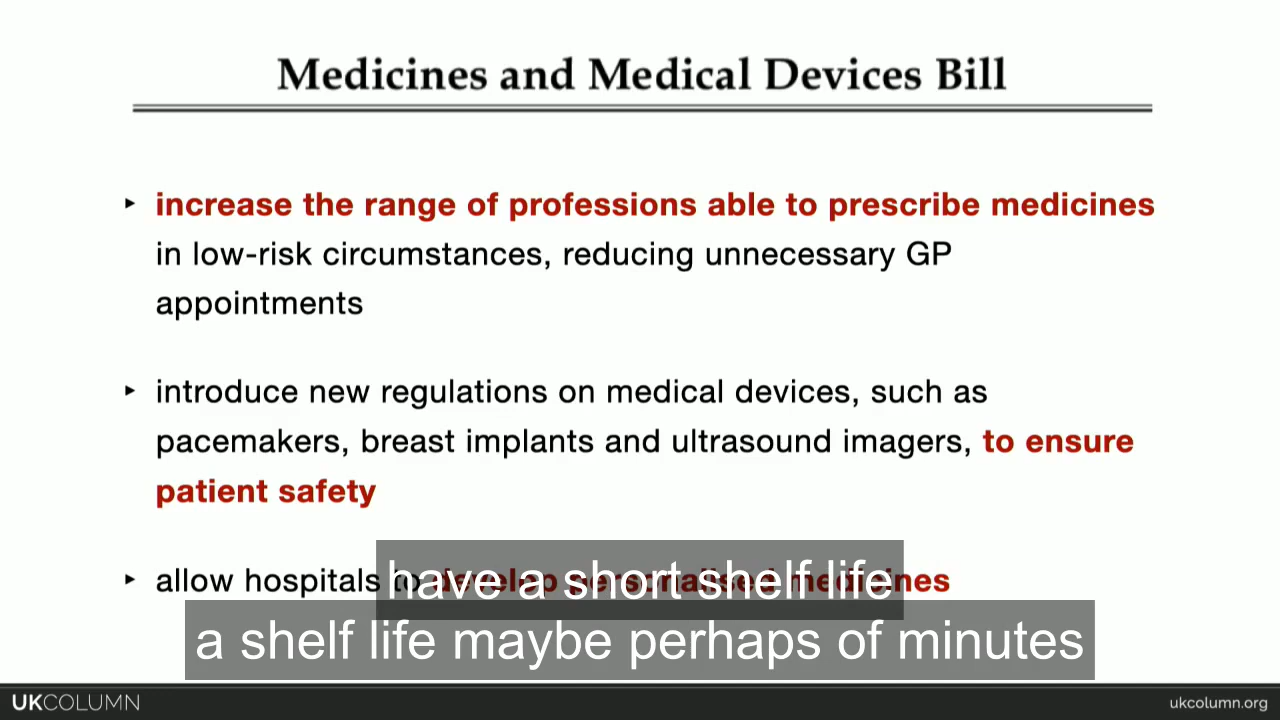 Medicines and Medical Devices Bill
‣ increase the range of professions able to prescribe medicines
in low-risk circumstances, reducing unnecessary GP
appointments
‣ introduce new regulations on medical devices, such as
pacemakers, breast implants and ultrasound imagers, to ensure
patient safety
‣ allow hospitals to develop personalised medicines
have a short shelf life
a shelf life maybe perhaps of minutes
UKCOLUMN
ukcolumn.org